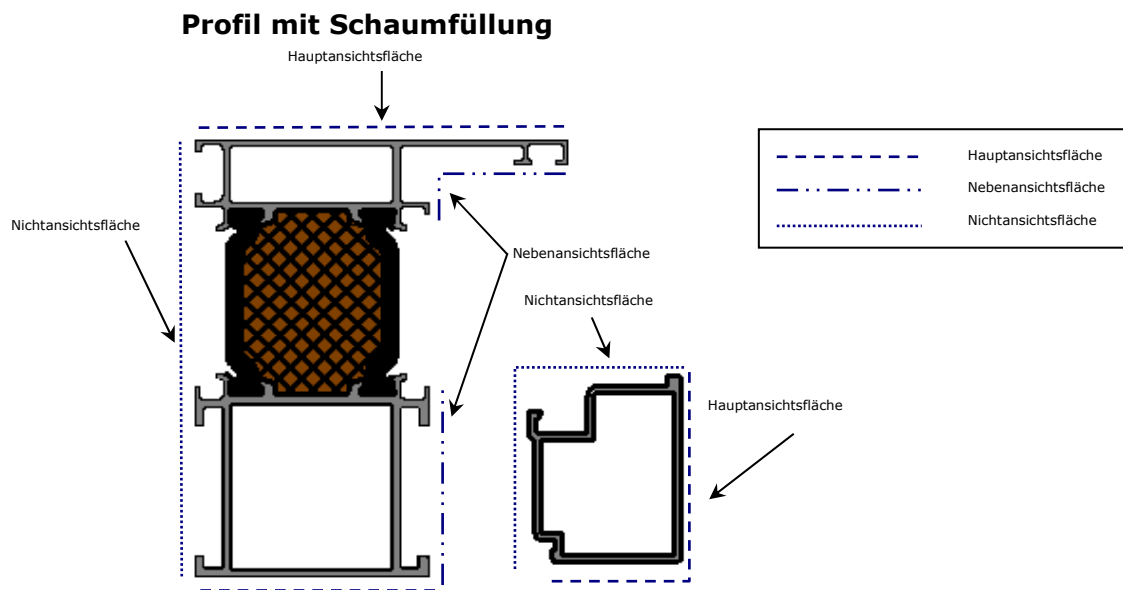 Profil mit Schaumfüllung
Hauptansichtsfläche
Hauptansichtsfläche
Nebenansichtsfläche
Nichtansichtsfläche
Nichtansichtsfläche
Nebenansichtsfläche
Nichtansichtsfläche
Hauptansichtsfläche